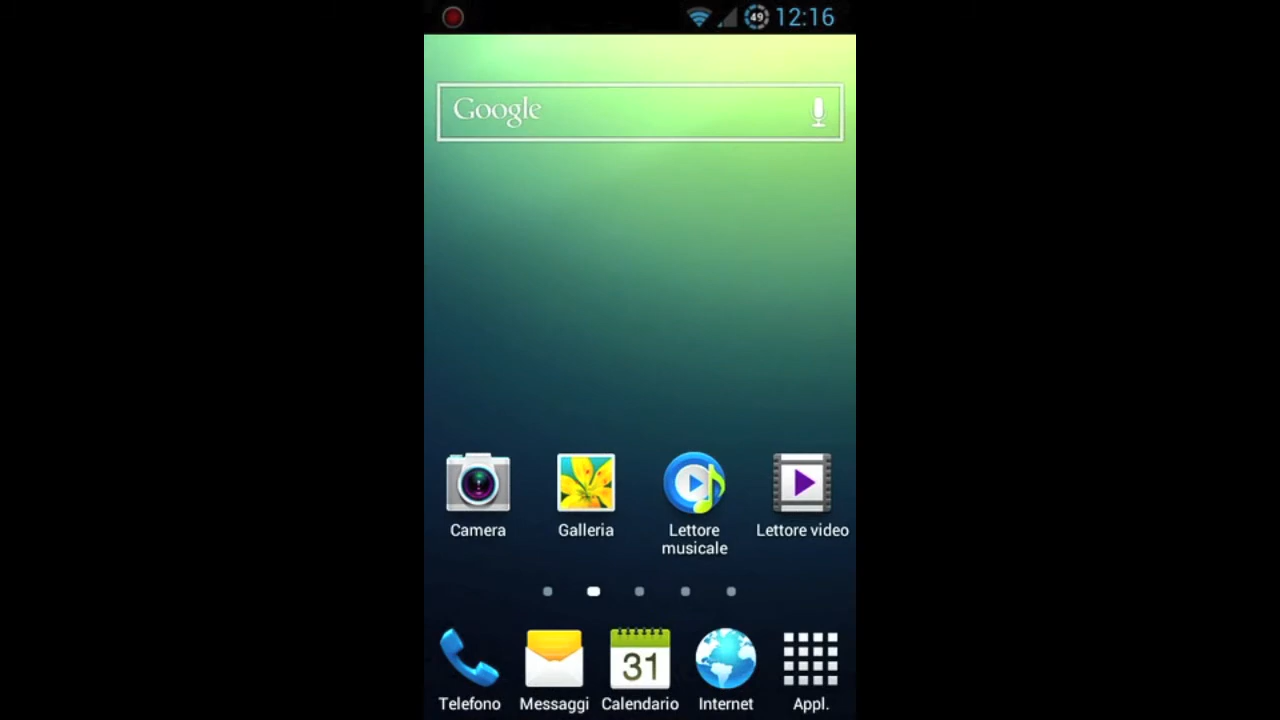 49 12:16
Google
Camera Galleria Lettore musicale Lettore video
31
Telefono Messaggi Calendario Internet Appl.